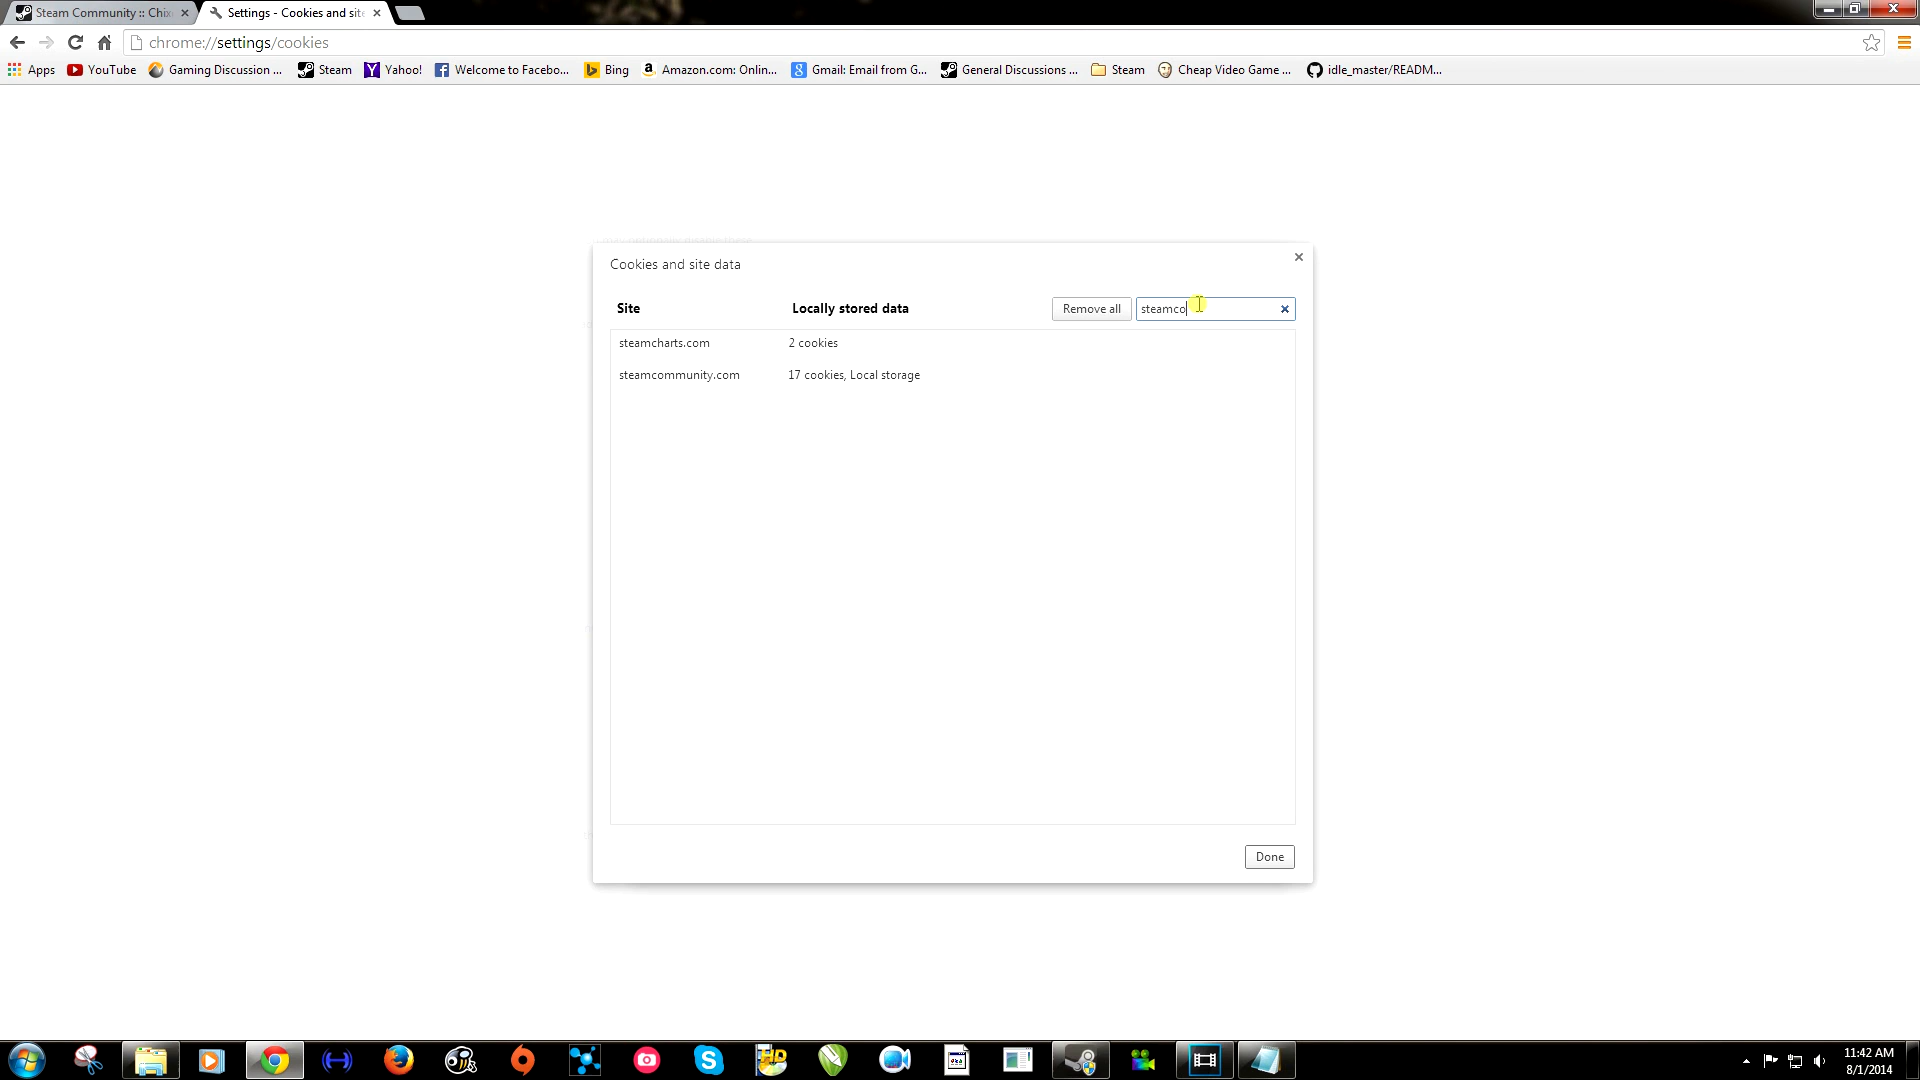 Steam Community :: Chix
Settings - Cookies and site
chrome://settings/cookies
Apps
YouTube
Gaming Discussion ...
Steam
Yahoo!
Welcome to Facebo...
Bing
Amazon.com: Onlin...
Gmail: Email from G...
General Discussions ...
Steam
Cheap Video Game ...
idle_master/READM...
Cookies and site data
Site
Locally stored data
Remove all
steamco
steamcharts.com
2 cookies
steamcommunity.com
17 cookies, Local storage
Done
11:42 AM
8/1/2014